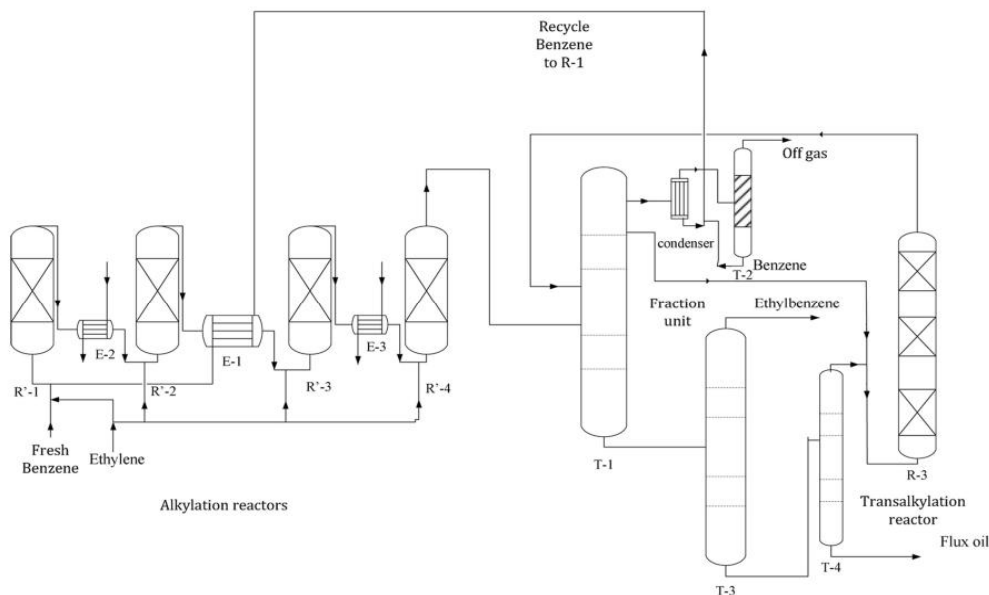 Recycle
Benzene
to R-1
Off gas
condenser
T-2
Benzene
Ethylbenzene
Fraction
unit
E-2
E-1
E-3
R’-1
R’-2
R’-3
R’-4
Fresh
Benzene
Ethylene
T-1
R-3
Alkylation reactors
Transalkylation
reactor
Flux oil
T-4
T-3